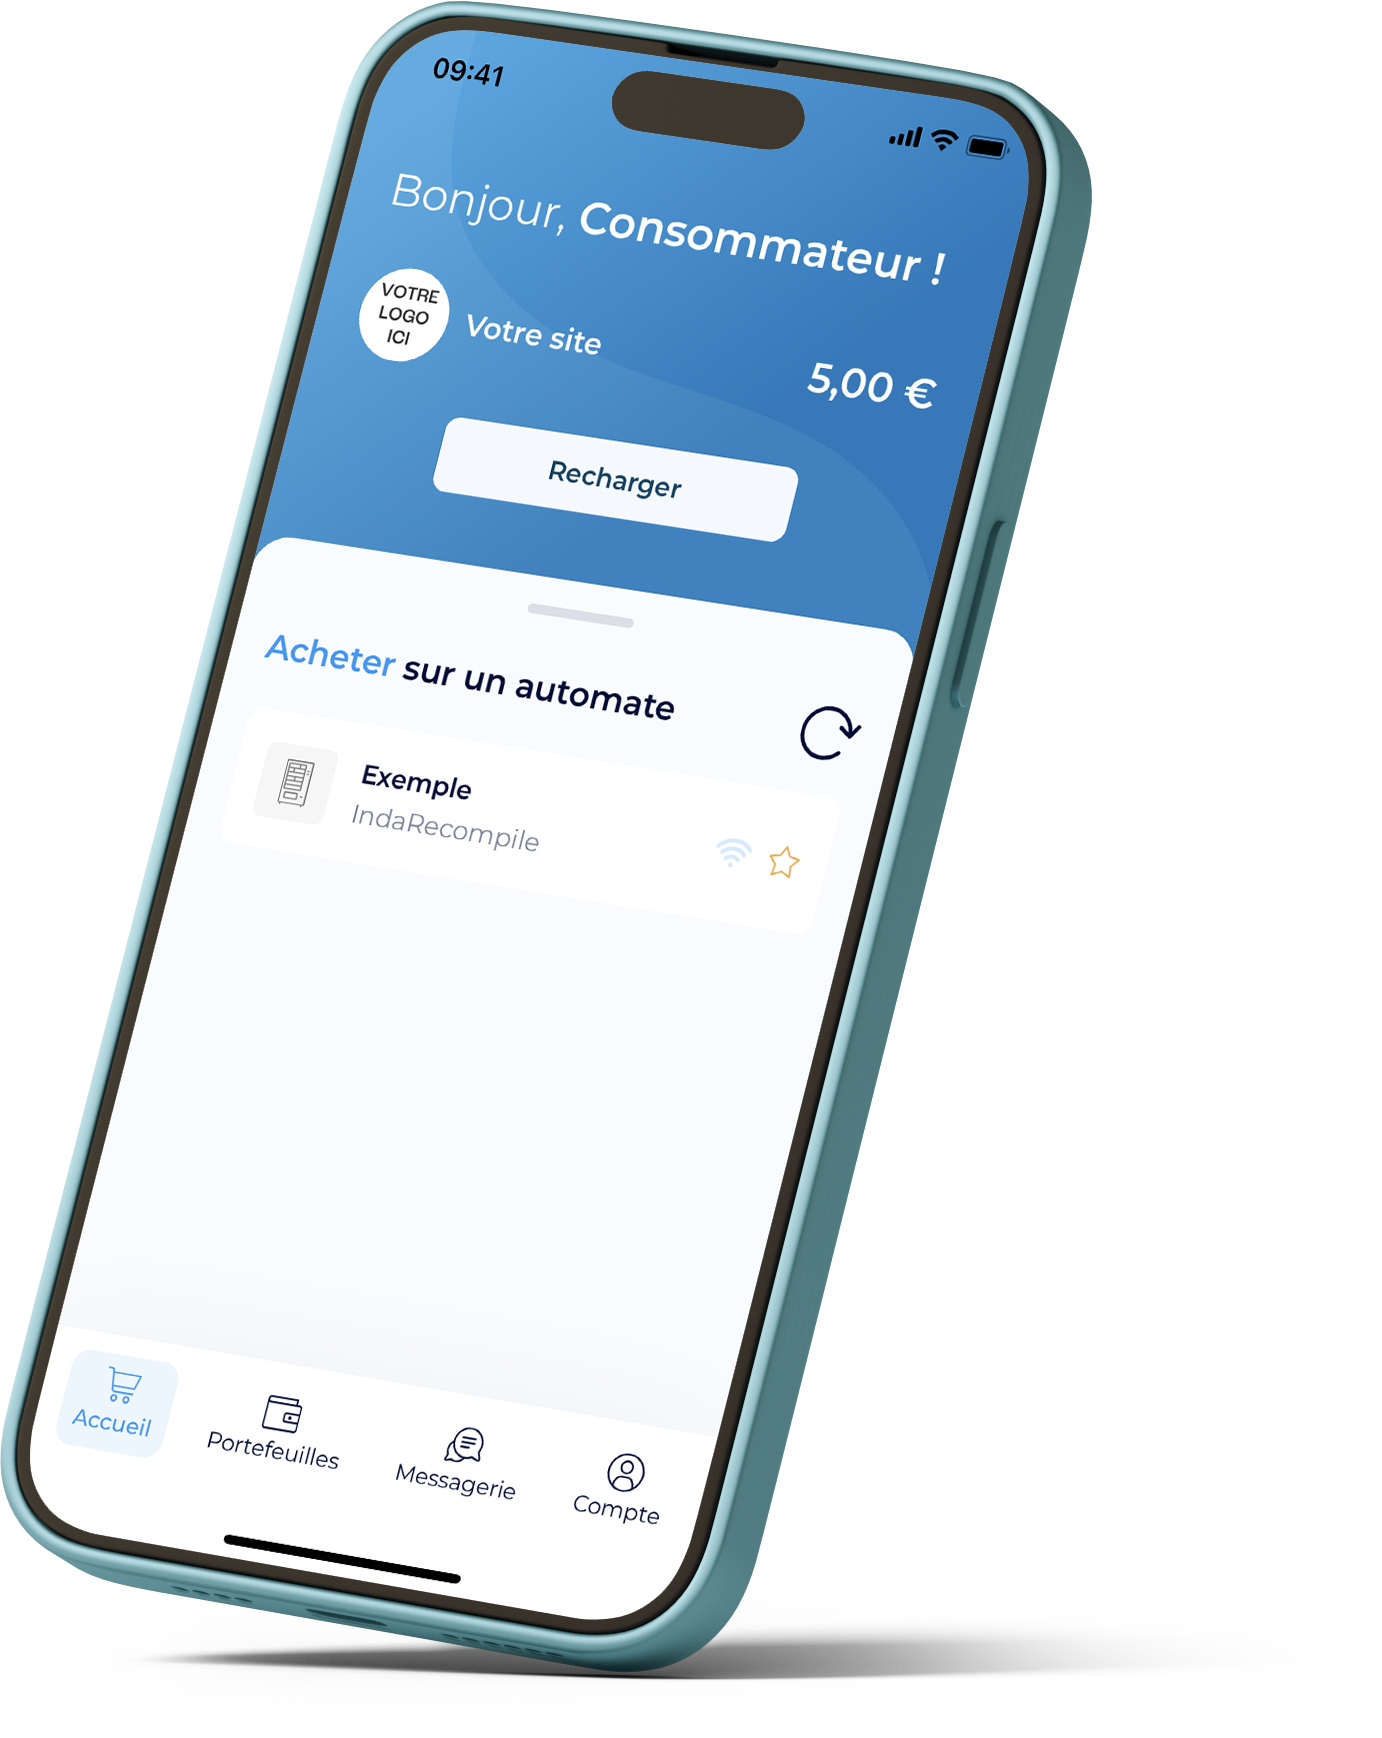 09:41
Bonjour, Consommateur !
VOTRE
LOGO
ICI
Votre site
5,00 €
Recharger
Acheter sur un automate
Exemple
IndaRecompile
Accueil
Portefeuilles
Messagerie
Compte